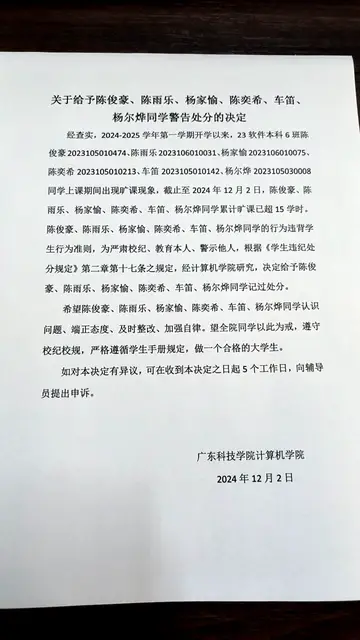 关于给予陈俊豪、陈雨乐、杨家愉、陈奕希、车笛、
杨尔烨同学警告处分的决定
经查实，2024-2025 学年第一学期开学以来，23 软件本科 6 班陈
俊豪 2023105010474、陈雨乐 2023106010031、杨家愉 2023106010075、
陈奕希 2023105010213、车笛 2023105010142、杨尔烨 2023105030008
同学上课期间出现旷课现象，截止至 2024 年 12 月 2 日，陈俊豪、陈
雨乐、杨家愉、陈奕希、车笛、杨尔烨同学累计旷课已超 15 学时。
陈俊豪、陈雨乐、杨家愉、陈奕希、车笛、杨尔烨同学的行为违背学
生行为准则，为严肃校纪、教育本人、警示他人，根据《学生违纪处
分规定》第二章第十七条之规定，经计算机学院研究，决定给予陈俊
豪、陈雨乐、杨家愉、陈奕希、车笛、杨尔烨同学记过处分。
希望陈俊豪、陈雨乐、杨家愉、陈奕希、车笛、杨尔烨同学认识
问题、端正态度、及时整改、加强自律。望全院同学以此为戒，遵守
校纪校规，严格遵循学生手册规定，做一个合格的大学生。
如对本决定有异议，可在收到本决定之日起 5 个工作日，向辅导
员提出申诉。
广东科技学院计算机学院
2024 年 12 月 2 日